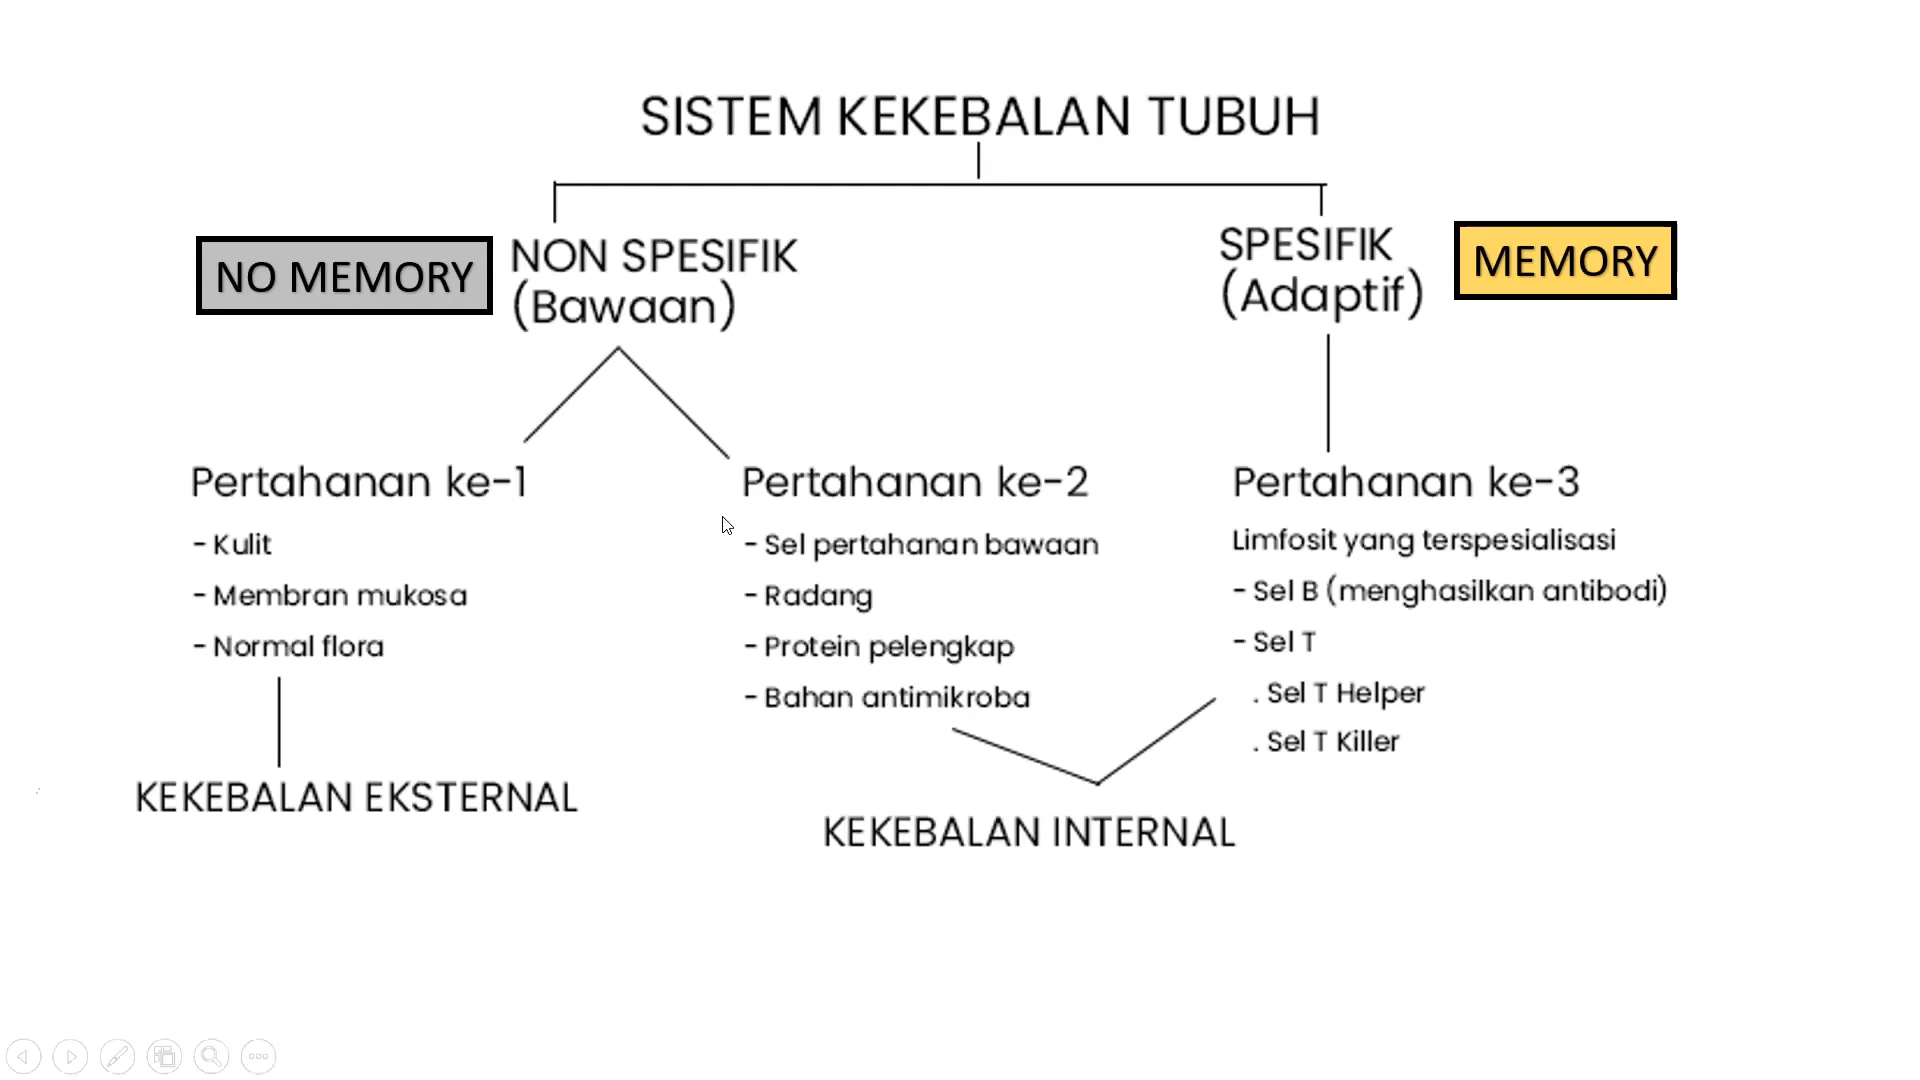 SISTEM KEKEBALAN TUBUH
NO MEMORY
NON SPESIFIK
(Bawaan)
SPESIFIK
(Adaptif)
MEMORY
Pertahanan ke-1
- Kulit
- Membran mukosa
- Normal flora
KEKEBALAN EKSTERNAL
Pertahanan ke-2
- Sel pertahanan bawaan
- Radang
- Protein pelengkap
- Bahan antimikroba
Pertahanan ke-3
Limfosit yang terspesialisasi
- Sel B (menghasilkan antibodi)
- Sel T
. Sel T Helper
. Sel T Killer
KEKEBALAN INTERNAL